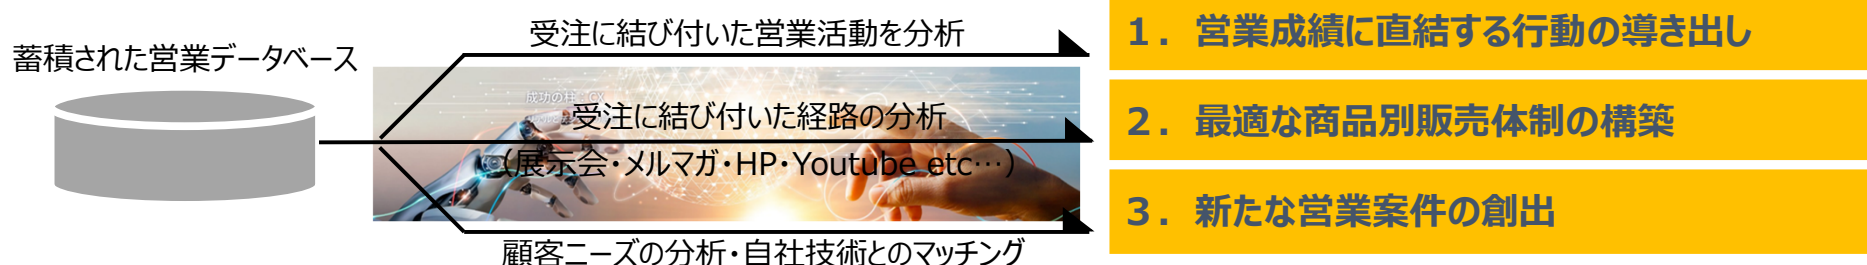 蓄積された営業データベース
受注に結び付いた営業活動を分析
成功の柱 CX
受注に結び付いた経路の分析
(展示会・メルマガ・HP・Youtube etc…)
顧客ニーズの分析・自社技術とのマッチング
1. 営業成績に直結する行動の導き出し
2. 最適な商品別販売体制の構築
3. 新たな営業案件の創出